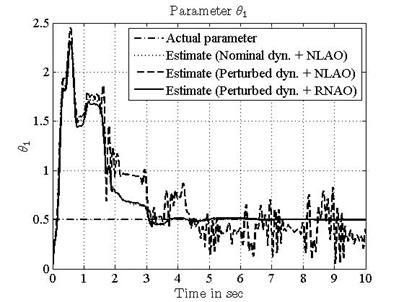 Parameter θ1
Actual parameter
Estimate (Nominal dyn. + NLAO)
Estimate (Perturbed dyn. + NLAO)
Estimate (Perturbed dyn. + RNAO)
θ1
2.5
2
1.5
1
0.5
0
0 1 2 3 4 5 6 7 8 9 10
Time in sec